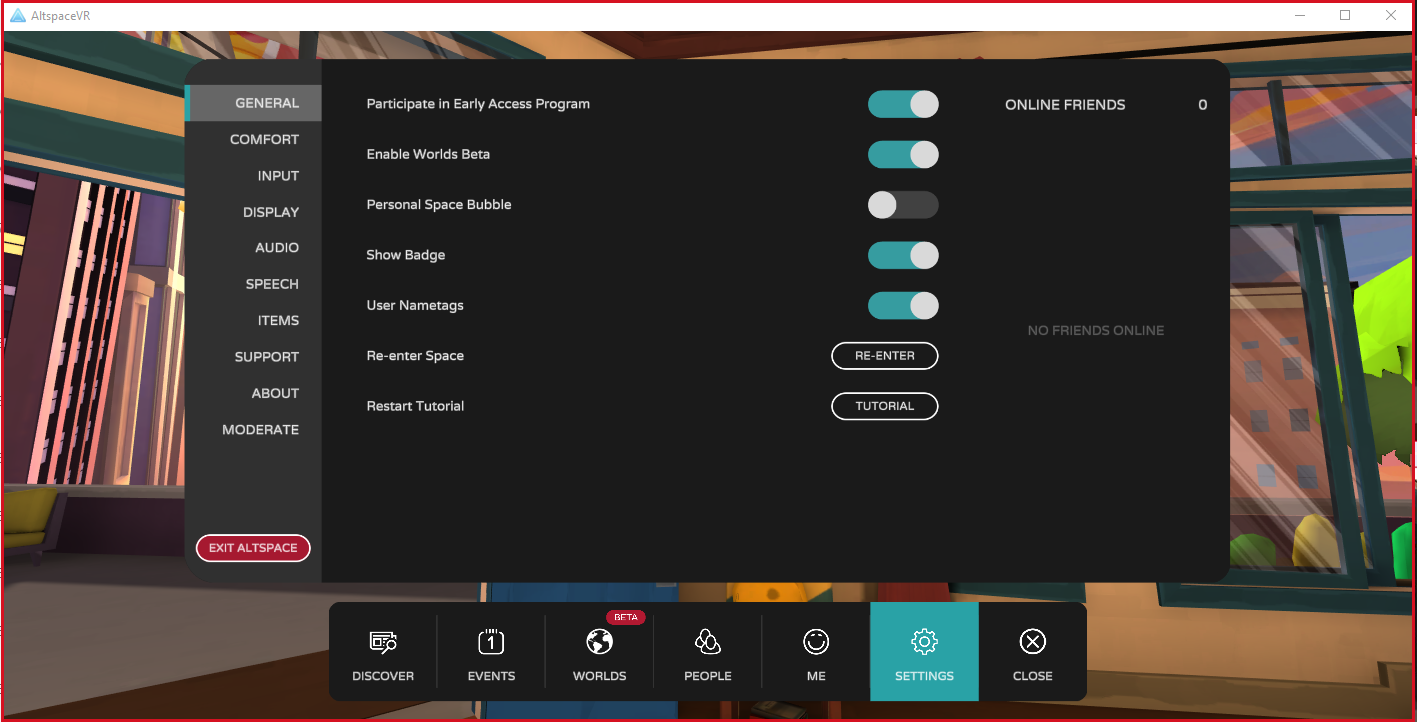 AltspaceVR
GENERAL
COMFORT
INPUT
DISPLAY
AUDIO
SPEECH
ITEMS
SUPPORT
ABOUT
MODERATE
EXIT ALTSPACE
Participate in Early Access Program
Enable Worlds Beta
Personal Space Bubble
Show Badge
User Nametags
Re-enter Space
RE-ENTER
Restart Tutorial
TUTORIAL
ONLINE FRIENDS 0
NO FRIENDS ONLINE
BETA
1
DISCOVER
EVENTS
WORLDS
PEOPLE
ME
SETTINGS
CLOSE